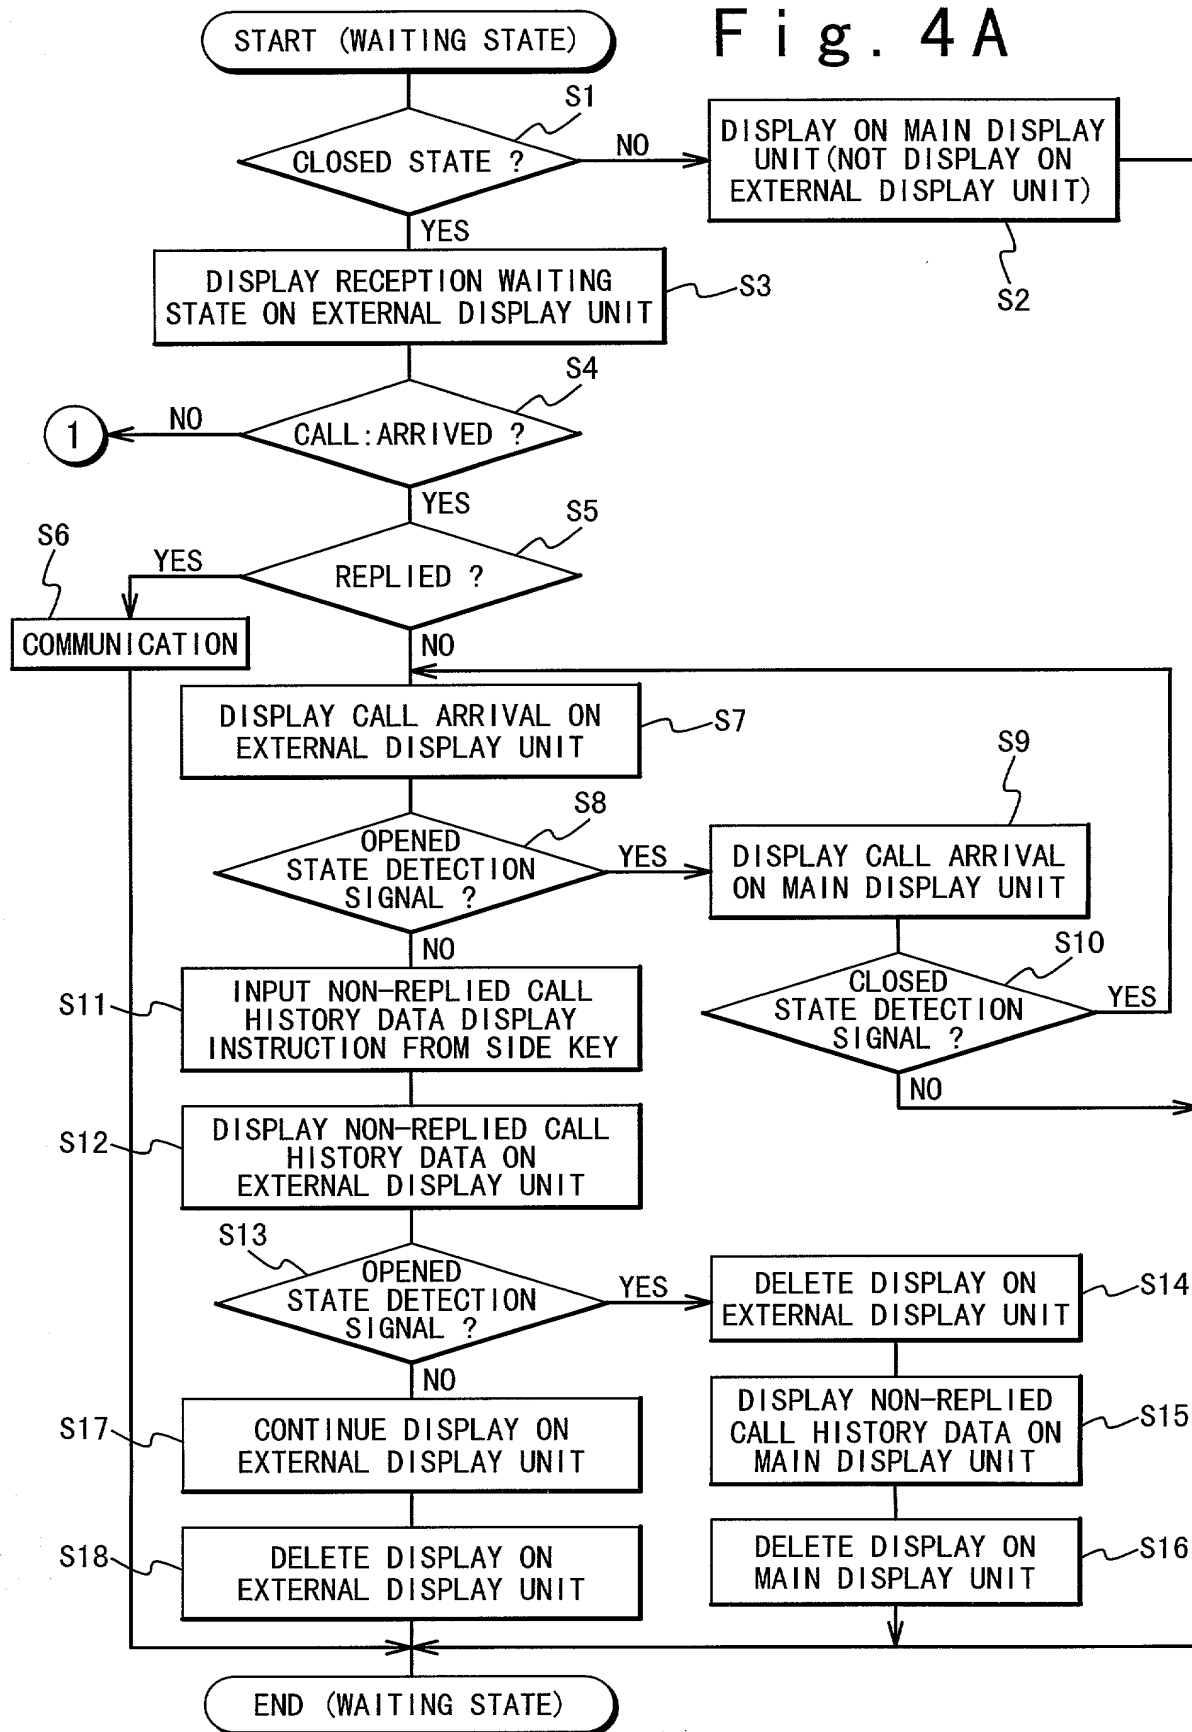 Fig. 4A
START (WAITING STATE)
S1
CLOSED STATE ?
NO
YES
DISPLAY ON MAIN DISPLAY
UNIT(NOT DISPLAY ON
EXTERNAL DISPLAY UNIT)
S2
DISPLAY RECEPTION WAITING
STATE ON EXTERNAL DISPLAY UNIT
S3
S4
CALL:ARRIVED ?
NO
1
YES
S5
REPLIED ?
YES
S6
COMMUNICATION
NO
DISPLAY CALL ARRIVAL ON
EXTERNAL DISPLAY UNIT
S7
S8
OPENED
STATE DETECTION
SIGNAL ?
YES
S9
DISPLAY CALL ARRIVAL
ON MAIN DISPLAY UNIT
S10
CLOSED
STATE DETECTION
SIGNAL ?
YES
NO
NO
S11
INPUT NON-REPLIED CALL
HISTORY DATA DISPLAY
INSTRUCTION FROM SIDE KEY
S12
DISPLAY NON-REPLIED CALL
HISTORY DATA ON
EXTERNAL DISPLAY UNIT
S13
OPENED
STATE DETECTION
SIGNAL ?
YES
DELETE DISPLAY ON
EXTERNAL DISPLAY UNIT
S14
NO
DISPLAY NON-REPLIED
CALL HISTORY DATA ON
MAIN DISPLAY UNIT
S15
S17
CONTINUE DISPLAY ON
EXTERNAL DISPLAY UNIT
S18
DELETE DISPLAY ON
EXTERNAL DISPLAY UNIT
DELETE DISPLAY ON
MAIN DISPLAY UNIT
S16
END (WAITING STATE)